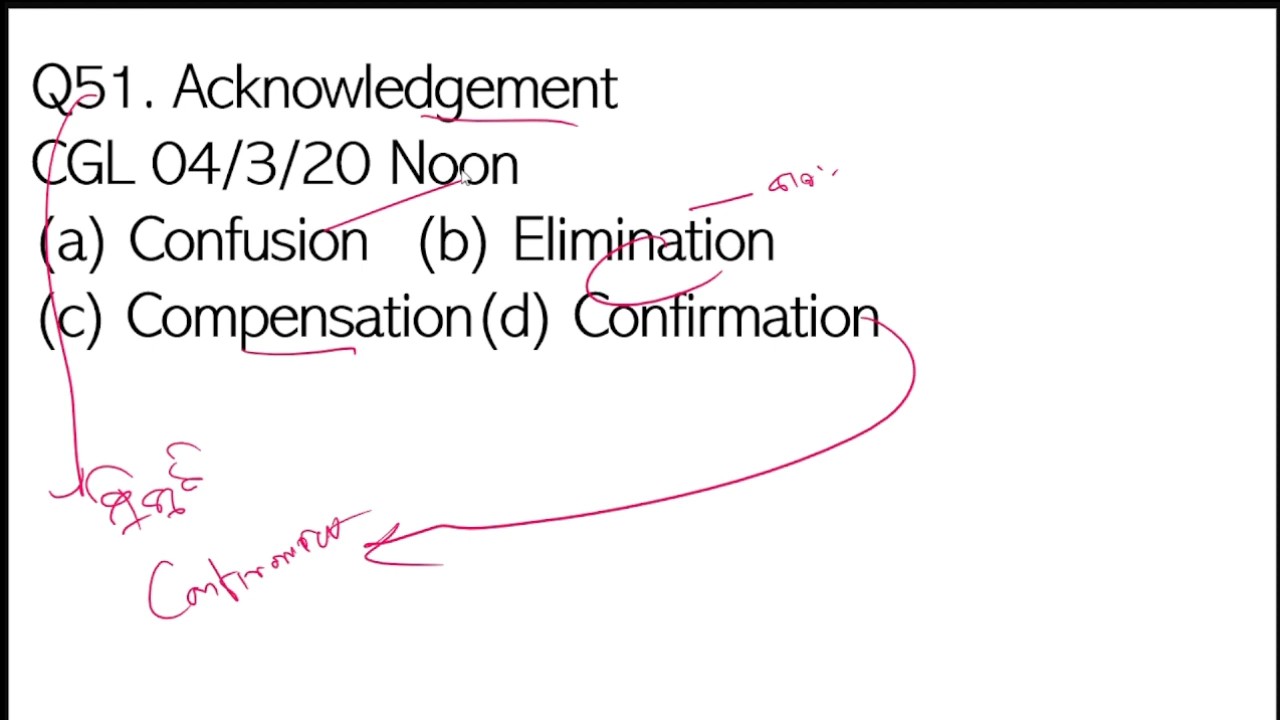 Q51. Acknowledgement
CGL 04/3/20 Noon
(a) Confusion (b) Elimination
(c) Compensation (d) Confirmation